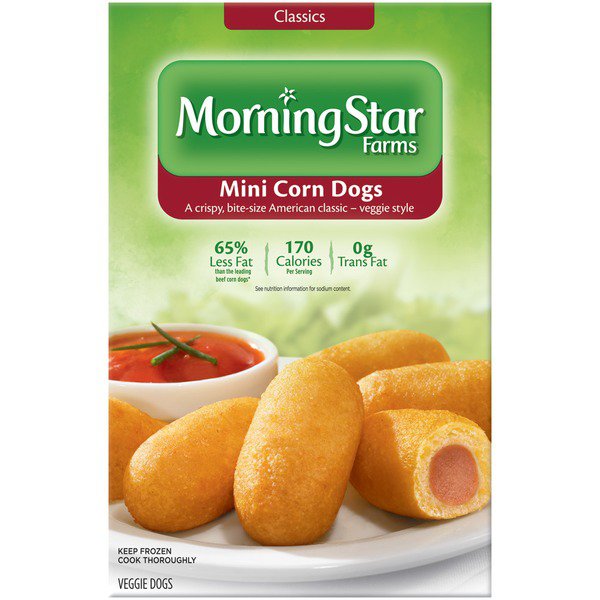 Classics
MorningStar
Farms
Mini Corn Dogs
A crispy, bite-size American classic – veggie style
65%
Less Fat
than the leading
beef corn dogs*
170
Calories
Per Serving
0g
Trans Fat
See nutrition information for sodium content.
KEEP FROZEN
COOK THOROUGHLY
VEGGIE DOGS